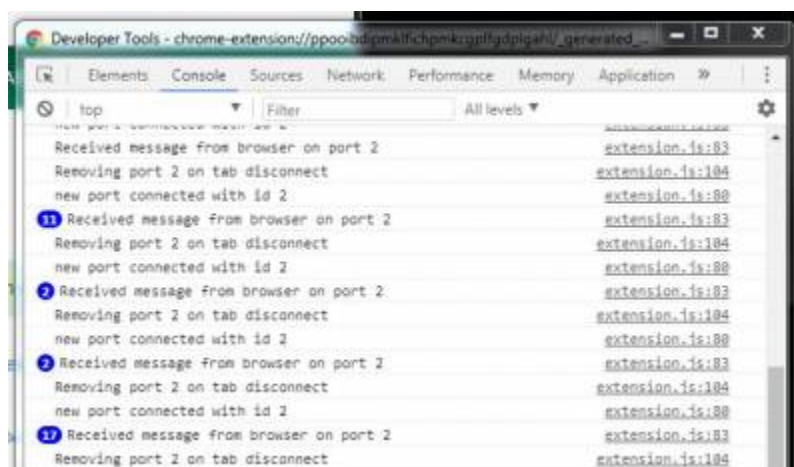 Developer Tools - chrome-extension://
Elements Console Sources Network Performance Memory Application »
top Filter All levels
Received message from browser on port 2 extension.js:83
Removing port 2 on tab disconnect extension.js:104
new port connected with id 2 extension.js:80
11 Received message from browser on port 2 extension.js:83
Removing port 2 on tab disconnect extension.js:104
new port connected with id 2 extension.js:80
2 Received message from browser on port 2 extension.js:83
Removing port 2 on tab disconnect extension.js:104
new port connected with id 2 extension.js:80
2 Received message from browser on port 2 extension.js:83
Removing port 2 on tab disconnect extension.js:104
new port connected with id 2 extension.js:80
17 Received message from browser on port 2 extension.js:83
Removing port 2 on tab disconnect extension.js:104